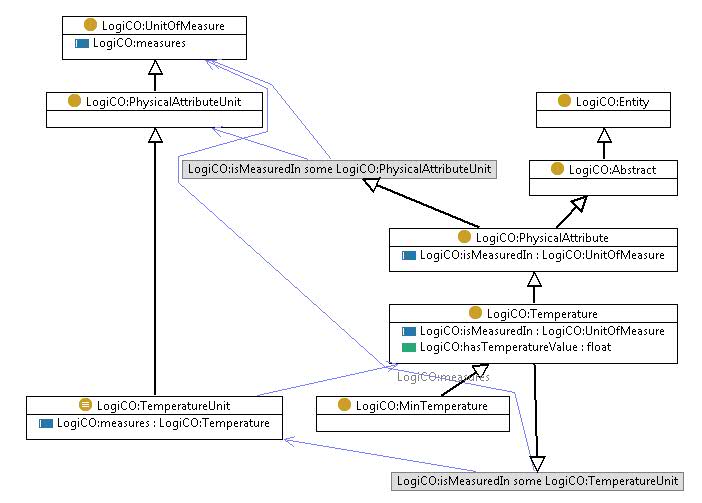 LogiCO:UnitOfMeasure
LogiCO:measures
LogiCO:PhysicalAttributeUnit
LogiCO:Entity
LogiCO:isMeasuredIn some LogiCO:PhysicalAttributeUnit
LogiCO:Abstract
LogiCO:PhysicalAttribute
LogiCO:isMeasuredIn : LogiCO:UnitOfMeasure
LogiCO:Temperature
LogiCO:isMeasuredIn : LogiCO:UnitOfMeasure
LogiCO:hasTemperatureValue : float
LogiCO:measures
LogiCO:TemperatureUnit
LogiCO:measures : LogiCO:Temperature
LogiCO:MinTemperature
LogiCO:isMeasuredIn some LogiCO:TemperatureUnit